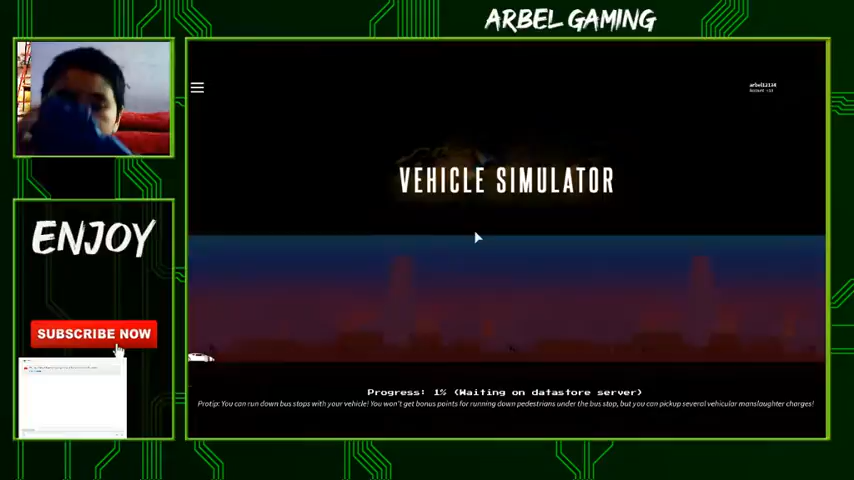 ARBEL GAMING
arbel12134
VEHICLE SIMULATOR
ENJOY
SUBSCRIBE NOW
Progress: 1% (Waiting on datastore server)
Protip: You can run down bus stops with your vehicle! You won't get bonus points for running down pedestrians under the bus stop, but you can pickup several vehicular manslaughter charges!